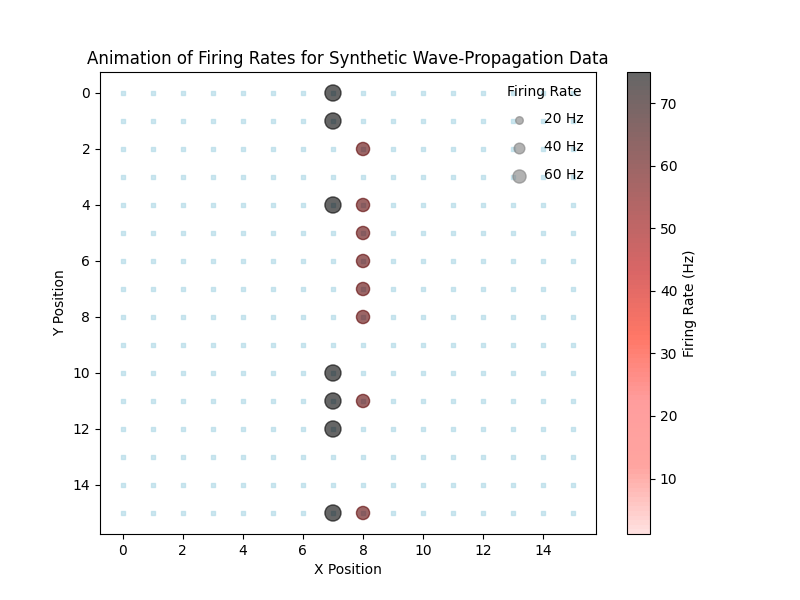 Animation of Firing Rates for Synthetic Wave-Propagation Data
Firing Rate
20 Hz
40 Hz
60 Hz
0
2
4
6
8
10
12
14
Y Position
0 2 4 6 8 10 12 14
X Position
70
60
50
40
30
20
10
Firing Rate (Hz)